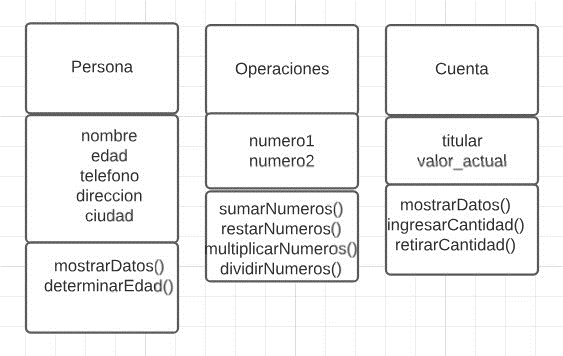 Persona
nombre
edad
telefono
direccion
ciudad
mostrarDatos()
determinarEdad()
Operaciones
numero1
numero2
sumarNumeros()
restarNumeros()
multiplicarNumeros()
dividirNumeros()
Cuenta
titular
valor_actual
mostrarDatos()
ingresarCantidad()
retirarCantidad()